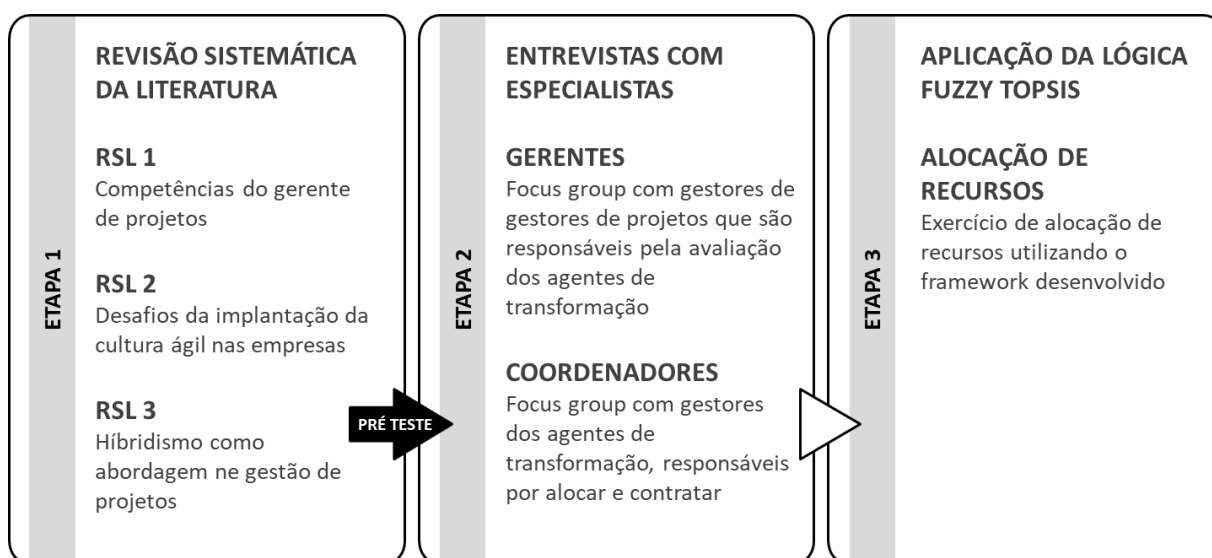 ETAPA 1
REVISÃO SISTEMÁTICA
DA LITERATURA
RSL 1
Competências do gerente
de projetos
RSL 2
Desafios da implantação da
cultura ágil nas empresas
RSL 3
Híbridismo como
abordagem ne gestão de
projetos
PRÉ TESTE
ETAPA 2
ENTREVISTAS COM
ESPECIALISTAS
GERENTES
Focus group com gestores de
gestores de projetos que são
responsáveis pela avaliação
dos agentes de
transformação
COORDENADORES
Focus group com gestores
dos agentes de
transformação, responsáveis
por alocar e contratar
ETAPA 3
APLICAÇÃO DA LÓGICA
FUZZY TOPSIS
ALOCAÇÃO DE
RECURSOS
Exercício de alocação de
recursos utilizando o
framework desenvolvido